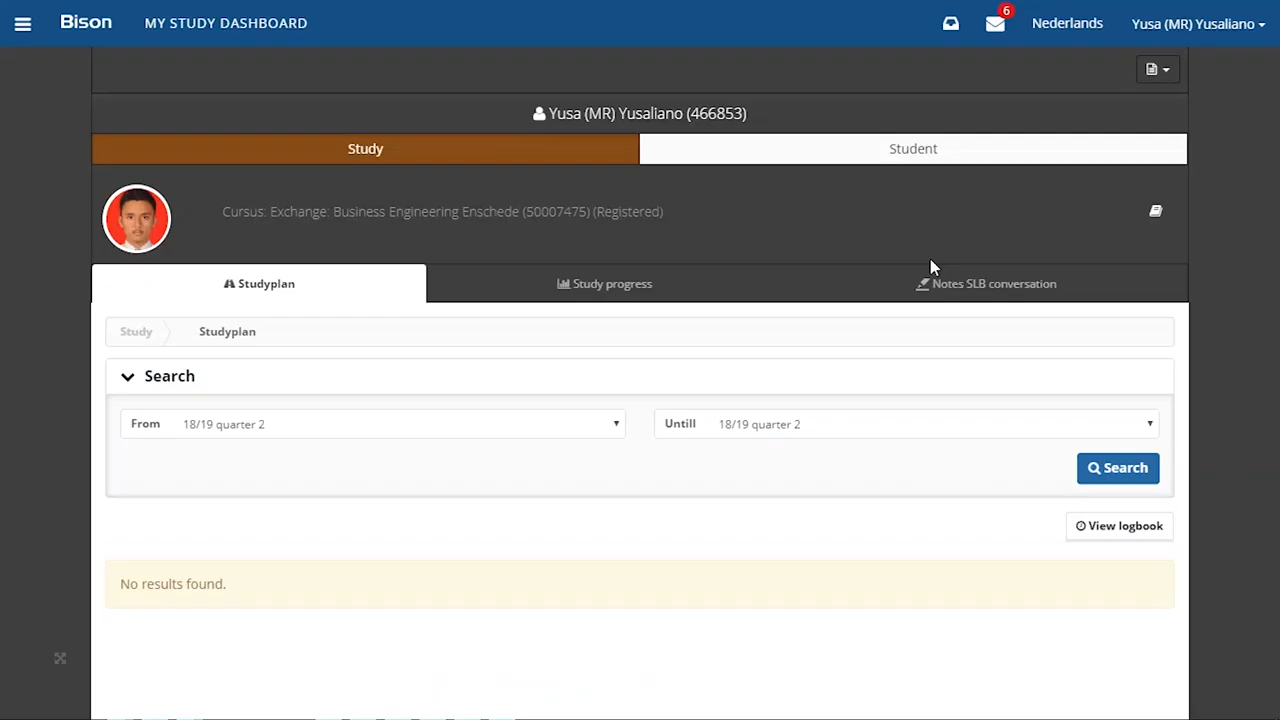 Bison MY STUDY DASHBOARD 6 Nederlands Yusa (MR) Yusaliano
Yusa (MR) Yusaliano (466853)
Study Student
Cursus: Exchange: Business Engineering Enschede (50007475) (Registered)
Studyplan Study progress Notes SLB conversation
Study Studyplan
Search
From 18/19 quarter 2 Untill 18/19 quarter 2
Search
View logbook
No results found.